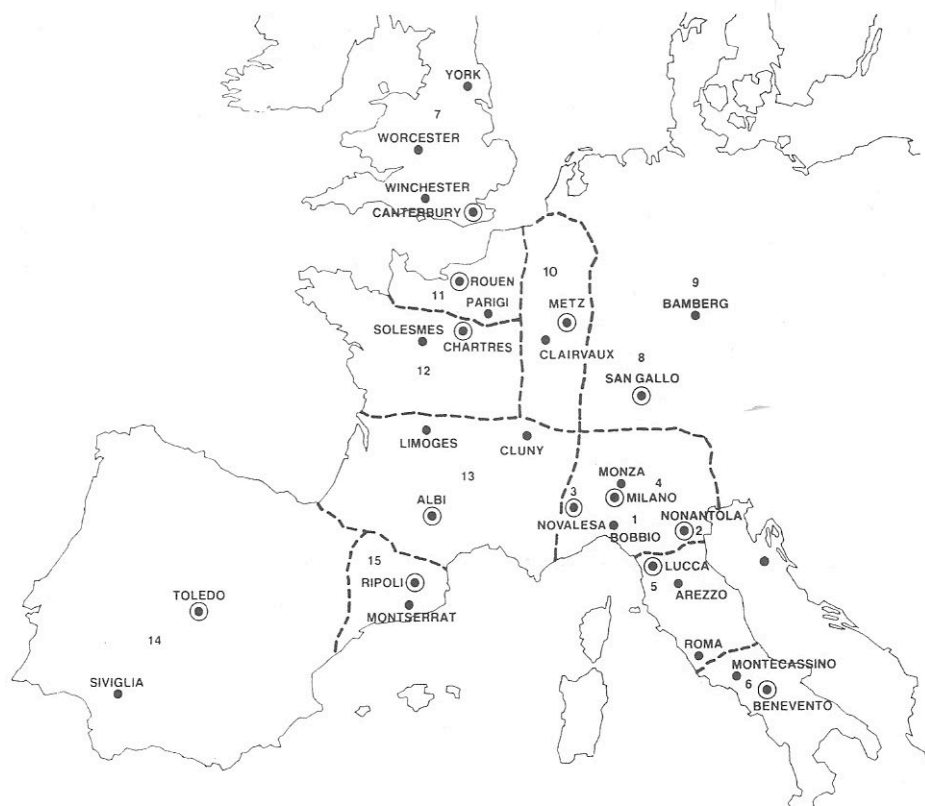 YORK
7
WORCESTER
WINCHESTER
CANTERBURY
10
ROUEN
9
11
PARIGI
METZ
BAMBERG
SOLESMES
CHARTRES
CLAIRVAUX
8
12
SAN GALLO
LIMOGES
CLUNY
13
MONZA
4
3
MILANO
ALBI
NOVALESA
1
NONANTOLA
2
BOBBIO
15
LUCCA
RIPOLI
5
AREZZO
TOLEDO
MONTSERRAT
14
ROMA
MONTECASSINO
SIVIGLIA
6
BENEVENTO